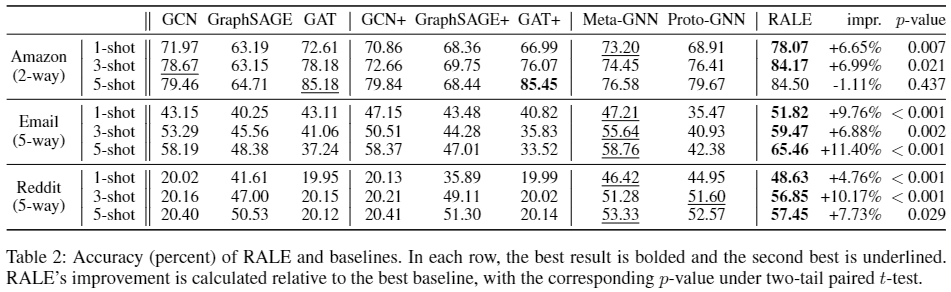 GCN GraphSAGE GAT GCN+ GraphSAGE+ GAT+ Meta-GNN Proto-GNN RALE impr. p-value
Amazon (2-way)
1-shot 71.97 63.19 72.61 70.86 68.36 66.99 73.20 68.91 78.07 +6.65% 0.007
3-shot 78.67 63.15 78.18 72.66 69.75 76.07 74.45 76.41 84.17 +6.99% 0.021
5-shot 79.46 64.71 85.18 79.84 68.44 85.45 76.58 79.67 84.50 -1.11% 0.437
Email (5-way)
1-shot 43.15 40.25 43.11 47.15 43.48 40.82 47.21 35.47 51.82 +9.76% < 0.001
3-shot 53.29 45.56 41.06 50.51 44.28 35.83 55.64 40.93 59.47 +6.88% 0.002
5-shot 58.19 48.38 37.24 58.37 47.01 33.52 58.76 42.38 65.46 +11.40% < 0.001
Reddit (5-way)
1-shot 20.02 41.61 19.95 20.13 35.89 19.99 46.42 44.95 48.63 +4.76% < 0.001
3-shot 20.16 47.00 20.15 20.21 49.11 20.02 51.28 51.60 56.85 +10.17% < 0.001
5-shot 20.40 50.53 20.12 20.41 51.30 20.14 53.33 52.57 57.45 +7.73% 0.029
Table 2: Accuracy (percent) of RALE and baselines. In each row, the best result is bolded and the second best is underlined.
RALE's improvement is calculated relative to the best baseline, with the corresponding p-value under two-tail paired t-test.